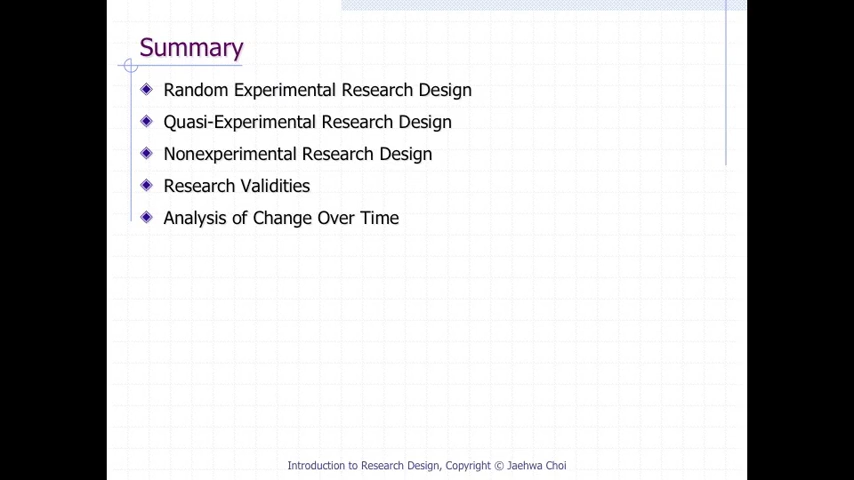 Summary
Random Experimental Research Design
Quasi-Experimental Research Design
Nonexperimental Research Design
Research Validities
Analysis of Change Over Time
Introduction to Research Design, Copyright © Jaehwa Choi